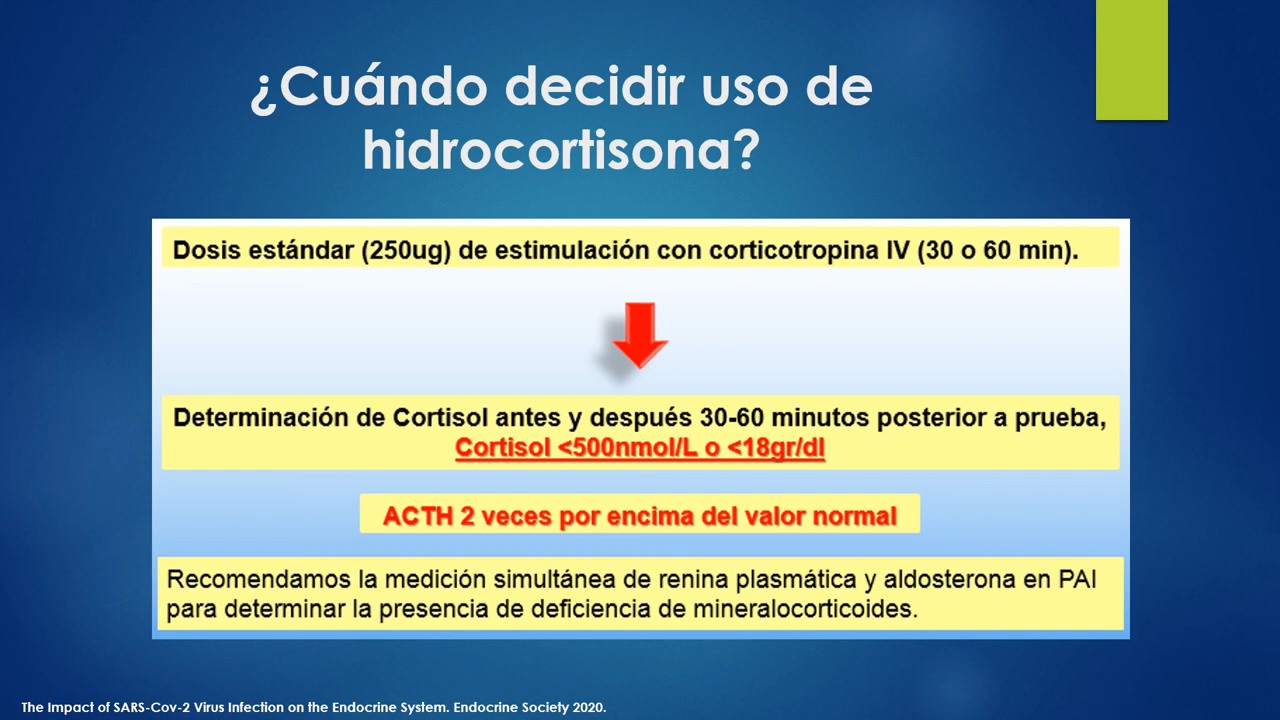 ¿Cuándo decidir uso de
hidrocortisona?
Dosis estándar (250ug) de estimulación con corticotropina IV (30 o 60 min).
Determinación de Cortisol antes y después 30-60 minutos posterior a prueba,
Cortisol <500nmol/L o <18gr/dl
ACTH 2 veces por encima del valor normal
Recomendamos la medición simultánea de renina plasmática y aldosterona en PAI
para determinar la presencia de deficiencia de mineralocorticoides.
The Impact of SARS-Cov-2 Virus Infection on the Endocrine System. Endocrine Society 2020.